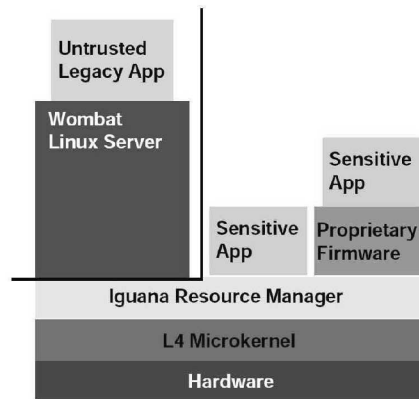 Untrusted
Legacy App
Wombat
Linux Server
Sensitive
App
Sensitive
App
Proprietary
Firmware
Iguana Resource Manager
L4 Microkernel
Hardware